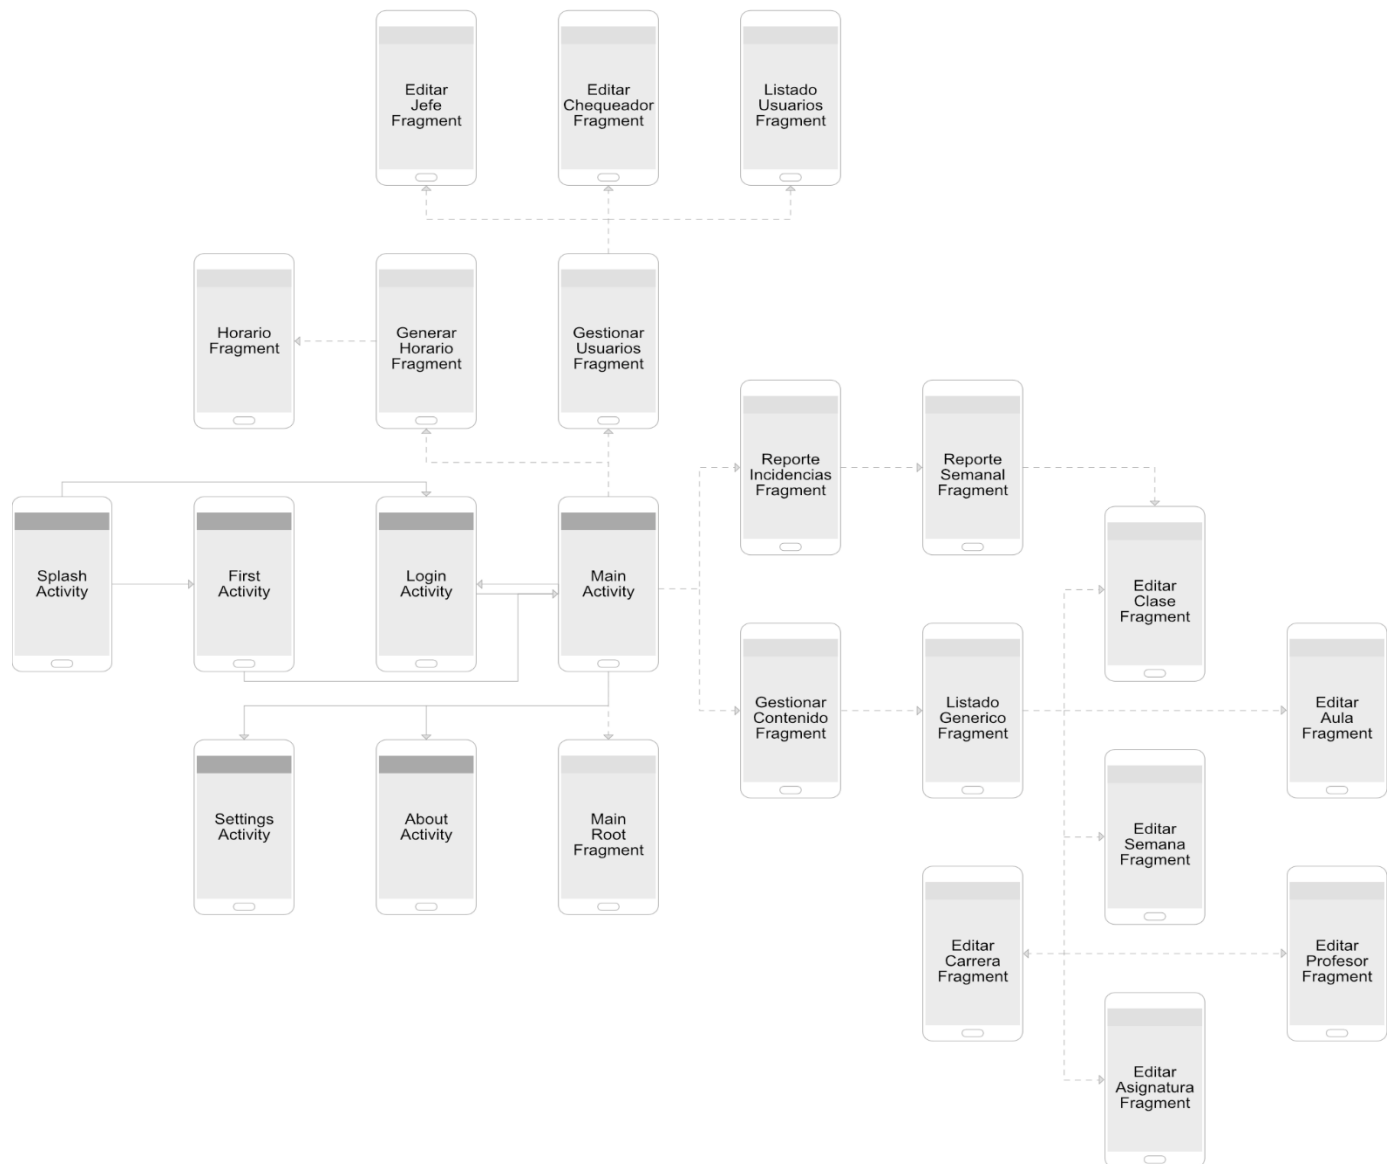 Editar
Jefe
Fragment
Editar
Chequeador
Fragment
Listado
Usuarios
Fragment
Horario
Fragment
Generar
Horario
Fragment
Gestionar
Usuarios
Fragment
Reporte
Incidencias
Fragment
Reporte
Semanal
Fragment
Splash
Activity
First
Activity
Login
Activity
Main
Activity
Editar
Clase
Fragment
Gestionar
Contenido
Fragment
Listado
Generico
Fragment
Editar
Aula
Fragment
Settings
Activity
About
Activity
Main
Root
Fragment
Editar
Semana
Fragment
Editar
Carrera
Fragment
Editar
Profesor
Fragment
Editar
Asignatura
Fragment